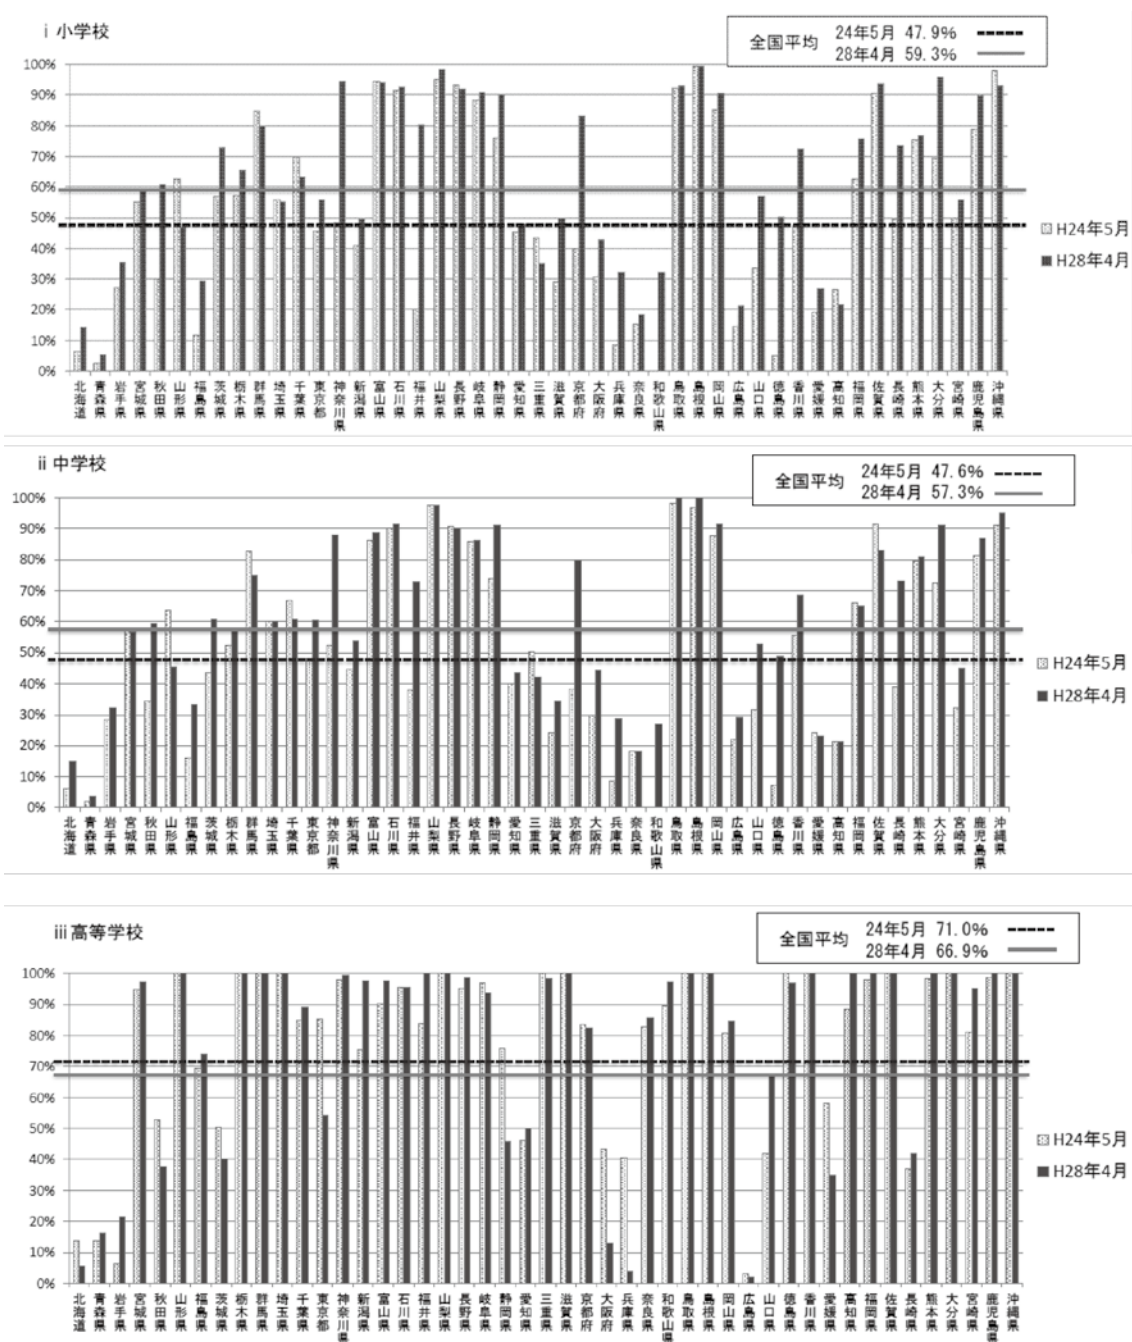 ⅰ 小学校
全国平均
24年5月 47.9%
28年4月 59.3%
100%
90%
80%
70%
60%
50%
40%
30%
20%
10%
0%
H24年5月
H28年4月
北海道
青森県
岩手県
宮城県
秋田県
山形県
福島県
茨城県
栃木県
群馬県
埼玉県
千葉県
東京都
神奈川県
新潟県
富山県
石川県
福井県
山梨県
長野県
岐阜県
静岡県
愛知県
三重県
滋賀県
京都府
大阪府
兵庫県
奈良県
和歌山県
鳥取県
島根県
岡山県
広島県
山口県
徳島県
香川県
愛媛県
高知県
福岡県
佐賀県
長崎県
熊本県
大分県
宮崎県
鹿児島県
沖縄県
ⅱ 中学校
全国平均
24年5月 47.6%
28年4月 57.3%
100%
90%
80%
70%
60%
50%
40%
30%
20%
10%
0%
H24年5月
H28年4月
北海道
青森県
岩手県
宮城県
秋田県
山形県
福島県
茨城県
栃木県
群馬県
埼玉県
千葉県
東京都
神奈川県
新潟県
富山県
石川県
福井県
山梨県
長野県
岐阜県
静岡県
愛知県
三重県
滋賀県
京都府
大阪府
兵庫県
奈良県
和歌山県
鳥取県
島根県
岡山県
広島県
山口県
徳島県
香川県
愛媛県
高知県
福岡県
佐賀県
長崎県
熊本県
大分県
宮崎県
鹿児島県
沖縄県
ⅲ 高等学校
全国平均
24年5月 71.0%
28年4月 66.9%
100%
90%
80%
70%
60%
50%
40%
30%
20%
10%
0%
H24年5月
H28年4月
北海道
青森県
岩手県
宮城県
秋田県
山形県
福島県
茨城県
栃木県
群馬県
埼玉県
千葉県
東京都
神奈川県
新潟県
富山県
石川県
福井県
山梨県
長野県
岐阜県
静岡県
愛知県
三重県
滋賀県
京都府
大阪府
兵庫県
奈良県
和歌山県
鳥取県
島根県
岡山県
広島県
山口県
徳島県
香川県
愛媛県
高知県
福岡県
佐賀県
長崎県
熊本県
大分県
宮崎県
鹿児島県
沖縄県